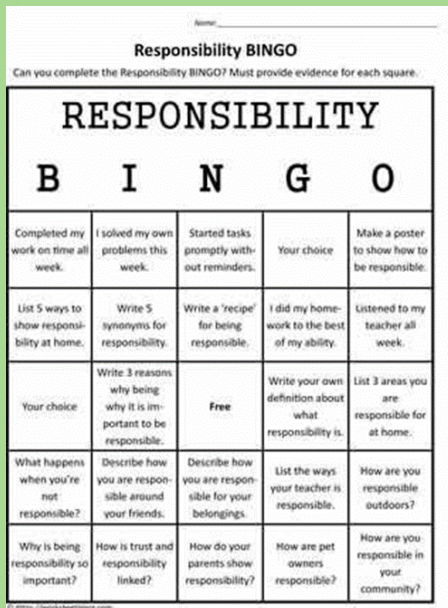 Name:
Responsibility BINGO
Can you complete the Responsibility BINGO? Must provide evidence for each square.
RESPONSIBILITY
B I N G O
Completed my
work on time all
week.
I solved my own
problems this
week.
Started tasks
promptly with-
out reminders.
Your choice
Make a poster
to show how to
be responsible.
List 5 ways to
show responsi-
bility at home.
Write 5
synonyms for
responsibility.
Write a 'recipe'
for being
responsible.
I did my home-
work to the best
of my ability.
Listened to my
teacher all
week.
Your choice
Write 3 reasons
why being
why it is im-
portant to be
responsible.
Free
Write your own
definition about
what
responsibility is.
List 3 areas you
are
responsible for
at home.
What happens
when you're
not
responsible?
Describe how
you are respon-
sible around
your friends.
Describe how
you are respon-
sible for your
belongings.
List the ways
your teacher is
responsible.
How are you
responsible
outdoors?
Why is being
responsibility so
important?
How is trust and
responsibility
linked?
How do your
parents show
responsibility?
How are pet
owners
responsible?
How are you
responsible in
your
community?